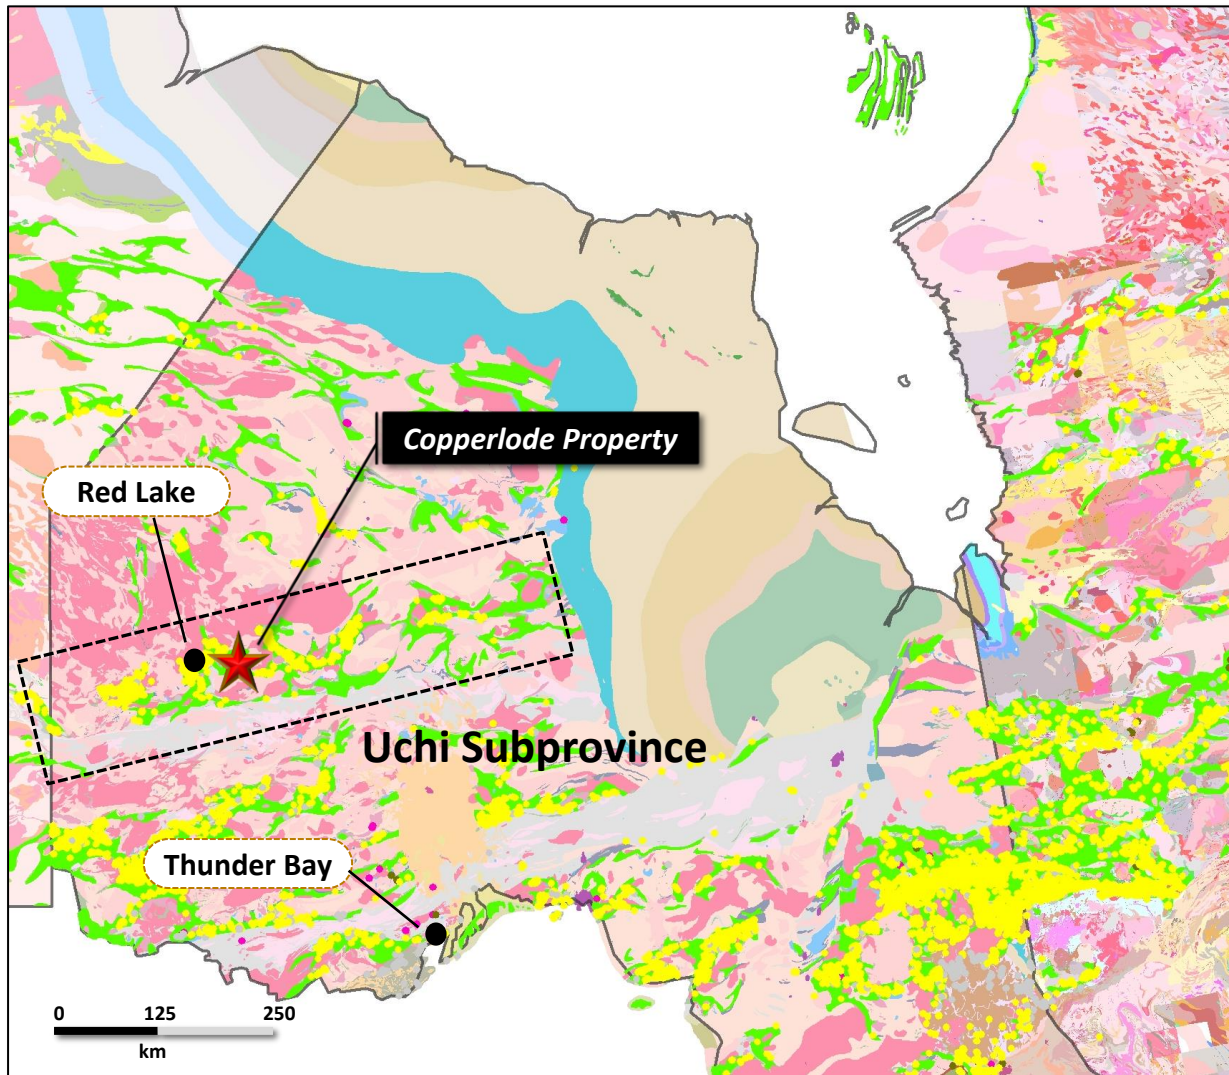 Copperlode Property
Red Lake
Uchi Subprovince
Thunder Bay
0 125 250
km